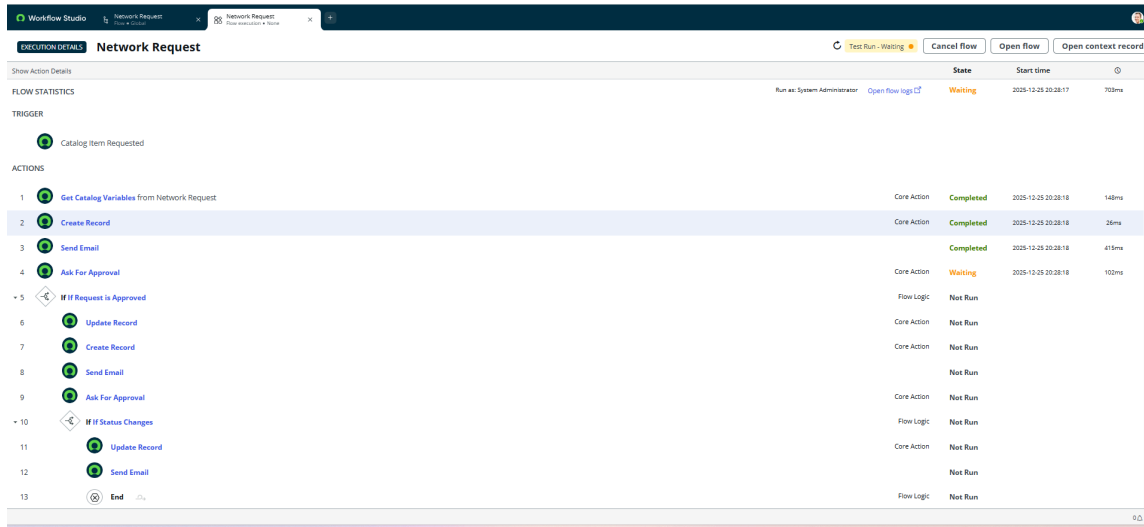 Workflow Studio
Network Request
Flow • Global
Network Request
Flow execution • None
EXECUTION DETAILS Network Request
Test Run - Waiting
Cancel flow
Open flow
Open context record
Show Action Details State Start time
FLOW STATISTICS Run as: System Administrator Open flow logs Waiting 2025-12-25 20:28:17 703ms
TRIGGER
Catalog Item Requested
ACTIONS
1 Get Catalog Variables from Network Request Core Action Completed 2025-12-25 20:28:18 148ms
2 Create Record Core Action Completed 2025-12-25 20:28:18 26ms
3 Send Email Completed 2025-12-25 20:28:18 415ms
4 Ask For Approval Core Action Waiting 2025-12-25 20:28:18 102ms
5 If If Request is Approved Flow Logic Not Run
6 Update Record Core Action Not Run
7 Create Record Core Action Not Run
8 Send Email Not Run
9 Ask For Approval Core Action Not Run
10 If If Status Changes Flow Logic Not Run
11 Update Record Core Action Not Run
12 Send Email Not Run
13 End Flow Logic Not Run
0